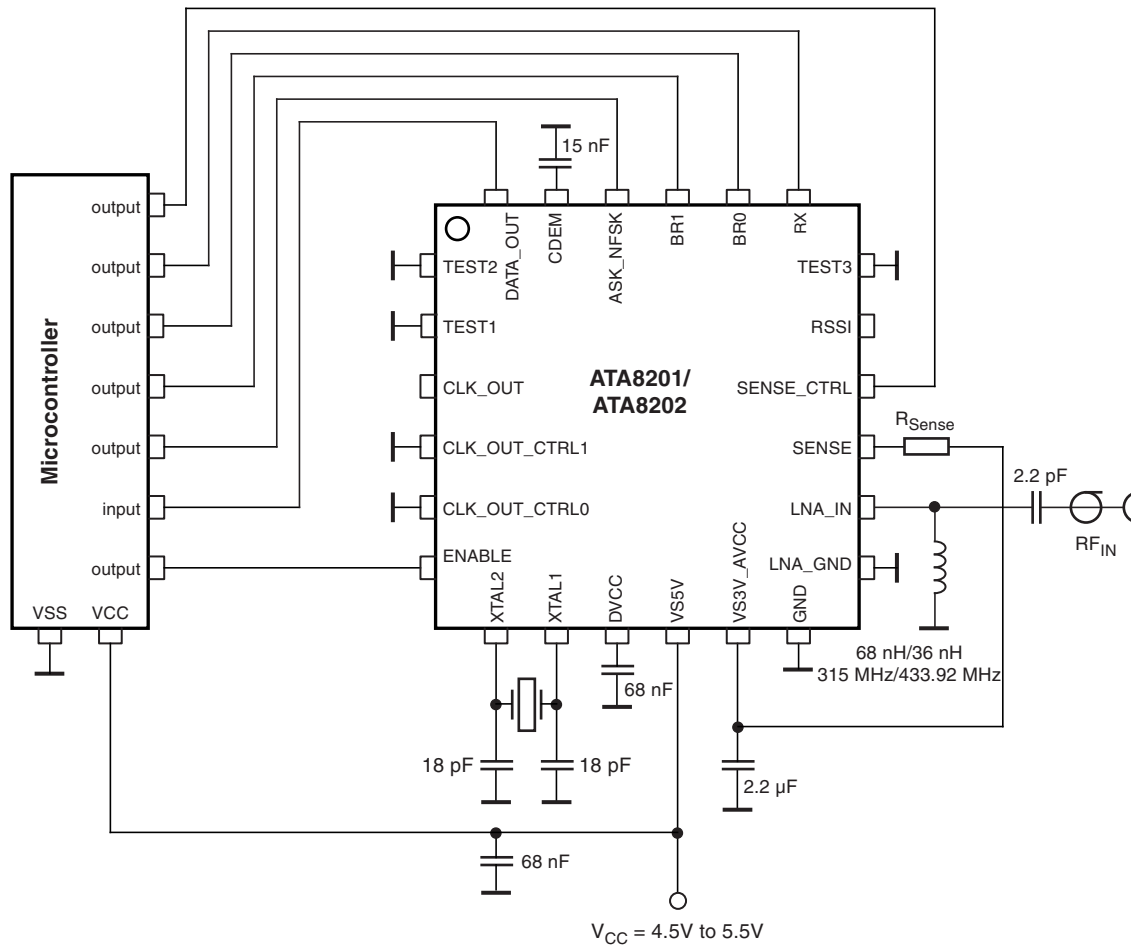 15 nF
output
output
output
output
output
input
output
Microcontroller
VSS
VCC
DATA_OUT
CDEM
ASK_NFSK
BR1
BR0
RX
TEST2
TEST1
CLK_OUT
CLK_OUT_CTRL1
CLK_OUT_CTRL0
ENABLE
ATA8201/
ATA8202
TEST3
RSSI
SENSE_CTRL
SENSE
LNA_IN
LNA_GND
XTAL2
XTAL1
DVCC
VS5V
VS3V_AVCC
GND
RSense
2.2 pF
RFIN
68 nH/36 nH
315 MHz/433.92 MHz
68 nF
18 pF
18 pF
2.2 µF
68 nF
VCC = 4.5V to 5.5V